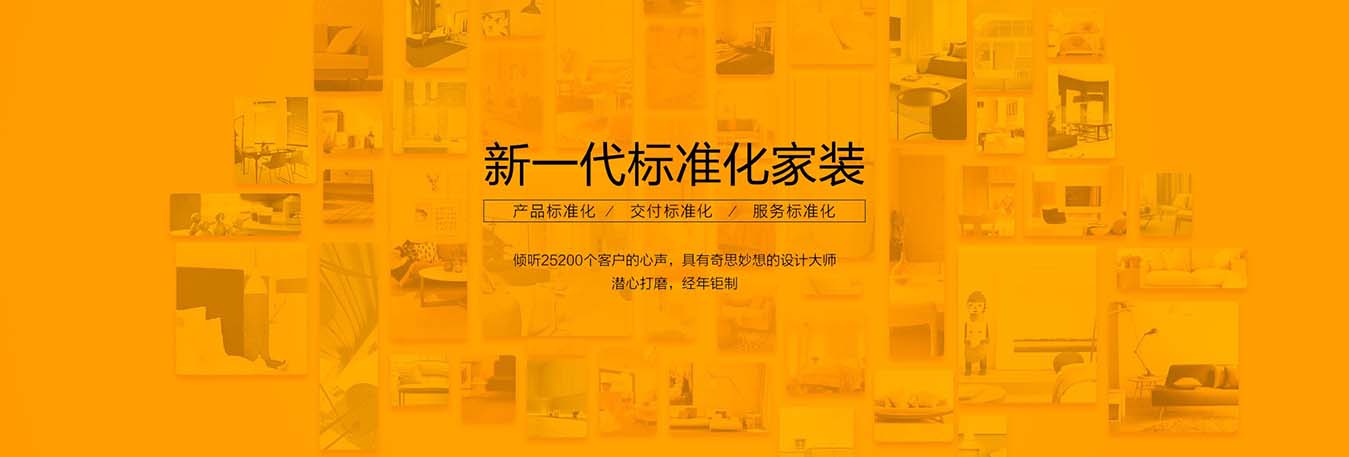 新一代标准化家装
产品标准化 / 交付标准化 / 服务标准化
倾听25200个客户的心声，具有奇思妙想的设计大师
潜心打磨，经年钜制